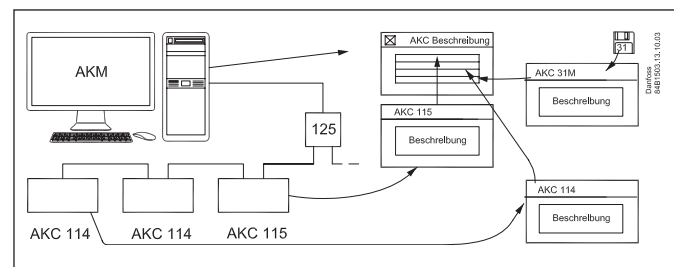 AKM
AKC Beschreibung
31
AKC 31M
Beschreibung
Danfoss
84B1503.13.10.03
AKC 115
Beschreibung
125
AKC 114
Beschreibung
AKC 114
AKC 114
AKC 115